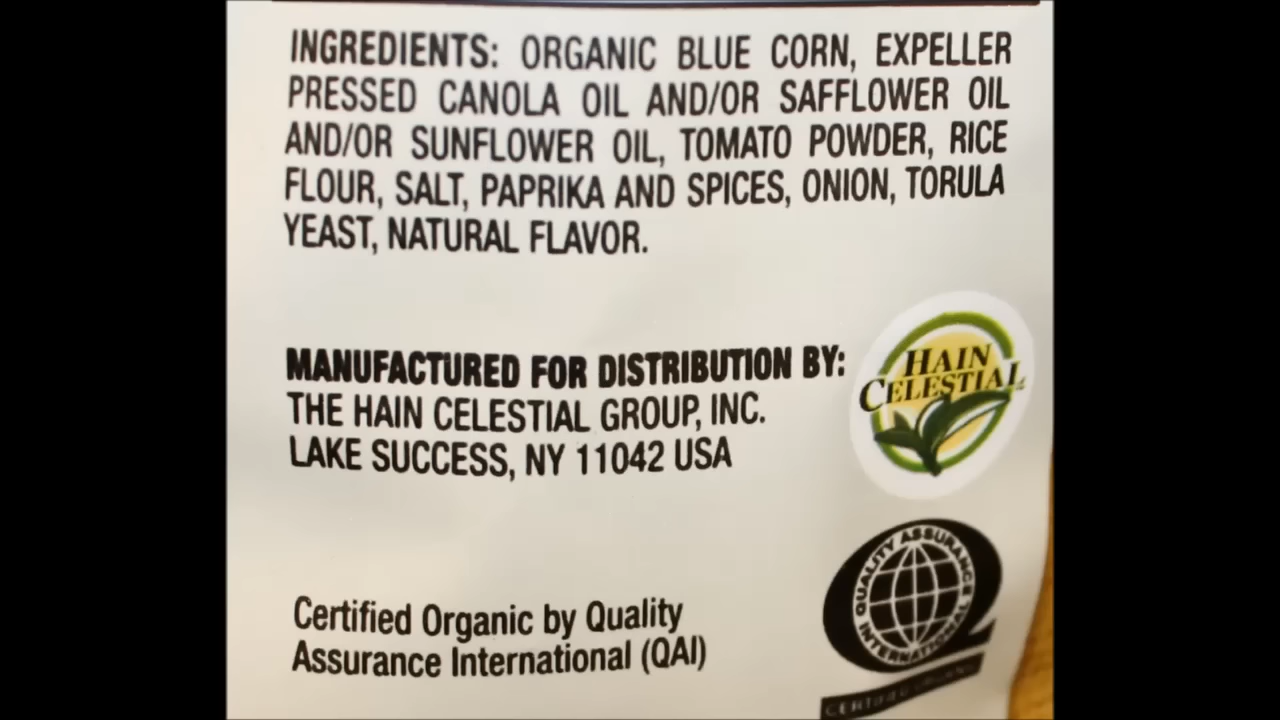 INGREDIENTS: ORGANIC BLUE CORN, EXPELLER
PRESSED CANOLA OIL AND/OR SAFFLOWER OIL
AND/OR SUNFLOWER OIL, TOMATO POWDER, RICE
FLOUR, SALT, PAPRIKA AND SPICES, ONION, TORULA
YEAST, NATURAL FLAVOR.
MANUFACTURED FOR DISTRIBUTION BY:
THE HAIN CELESTIAL GROUP, INC.
LAKE SUCCESS, NY 11042 USA
HAIN
CELESTIAL
Certified Organic by Quality
Assurance International (QAI)
QUALITY ASSURANCE
INTERNATIONAL
CERTIFIED ORGANIC